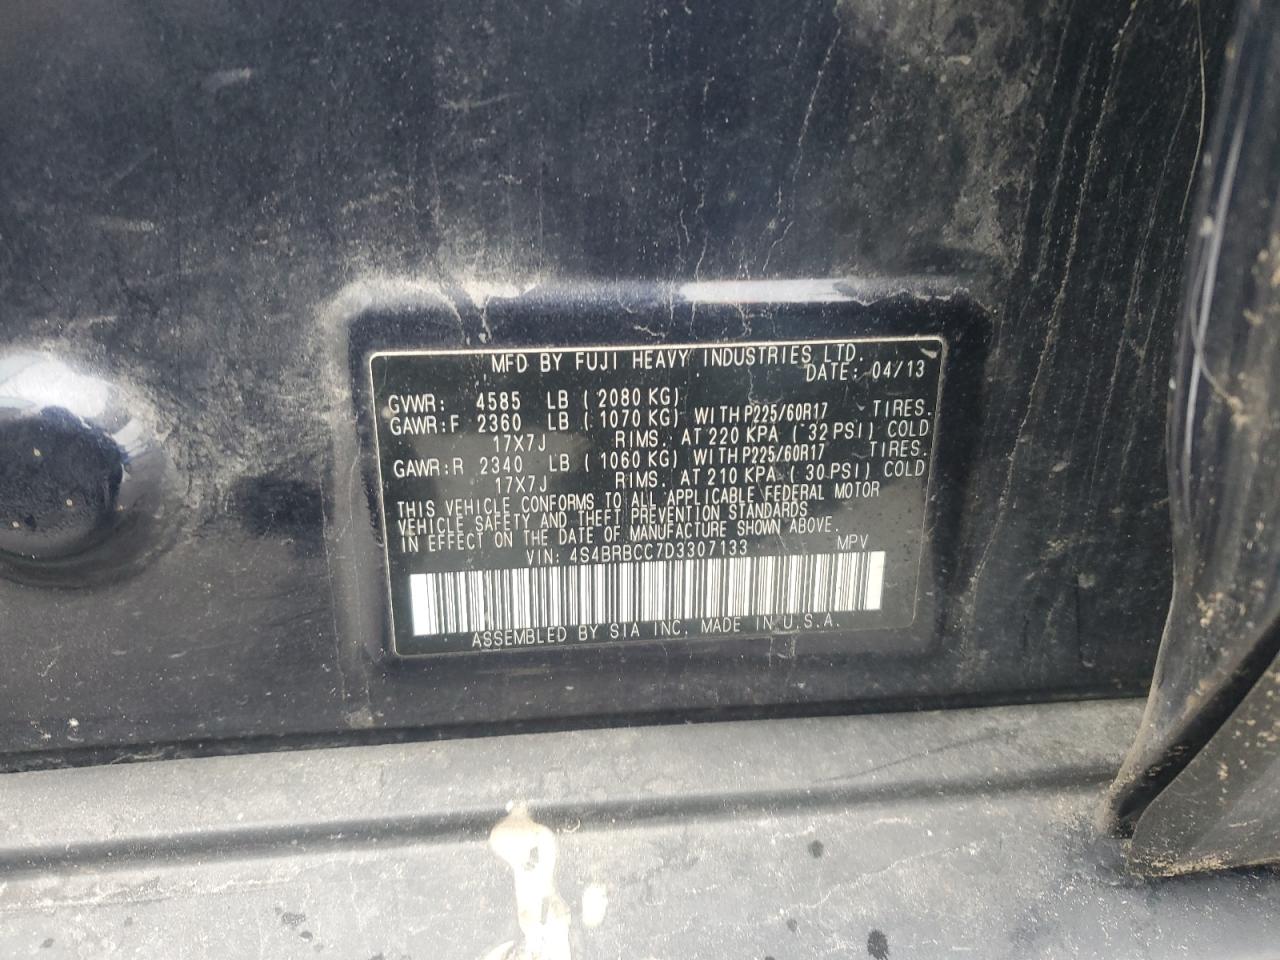 MFD BY FUJI HEAVY INDUSTRIES LTD.
DATE: 04/13
GVWR: 4585 LB (2080 KG)
GAWR:F 2360 LB (1070 KG) WITH P225/60R17 TIRES.
17X7J RIMS. AT 220 KPA (32 PSI) COLD
GAWR:R 2340 LB (1060 KG) WITH P225/60R17 TIRES.
17X7J RIMS. AT 210 KPA (30 PSI) COLD
THIS VEHICLE CONFORMS TO ALL APPLICABLE FEDERAL MOTOR
VEHICLE SAFETY AND THEFT PREVENTION STANDARDS
IN EFFECT ON THE DATE OF MANUFACTURE SHOWN ABOVE.
VIN: 4S4BRBCC7D3307133 MPV
ASSEMBLED BY SIA INC. MADE IN U.S.A.